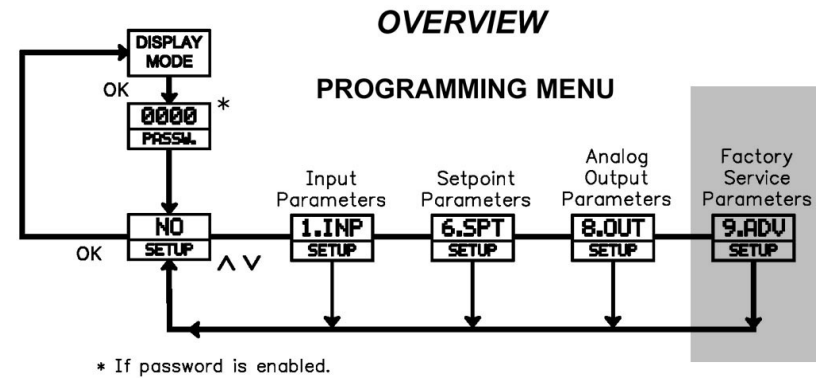 OVERVIEW
PROGRAMMING MENU
DISPLAY
MODE
OK
0000
PASSW.
*
NO
SETUP
OK
∧ ∨
Input
Parameters
1.INP
SETUP
Setpoint
Parameters
6.SPT
SETUP
Analog
Output
Parameters
8.OUT
SETUP
Factory
Service
Parameters
9.ADV
SETUP
* If password is enabled.